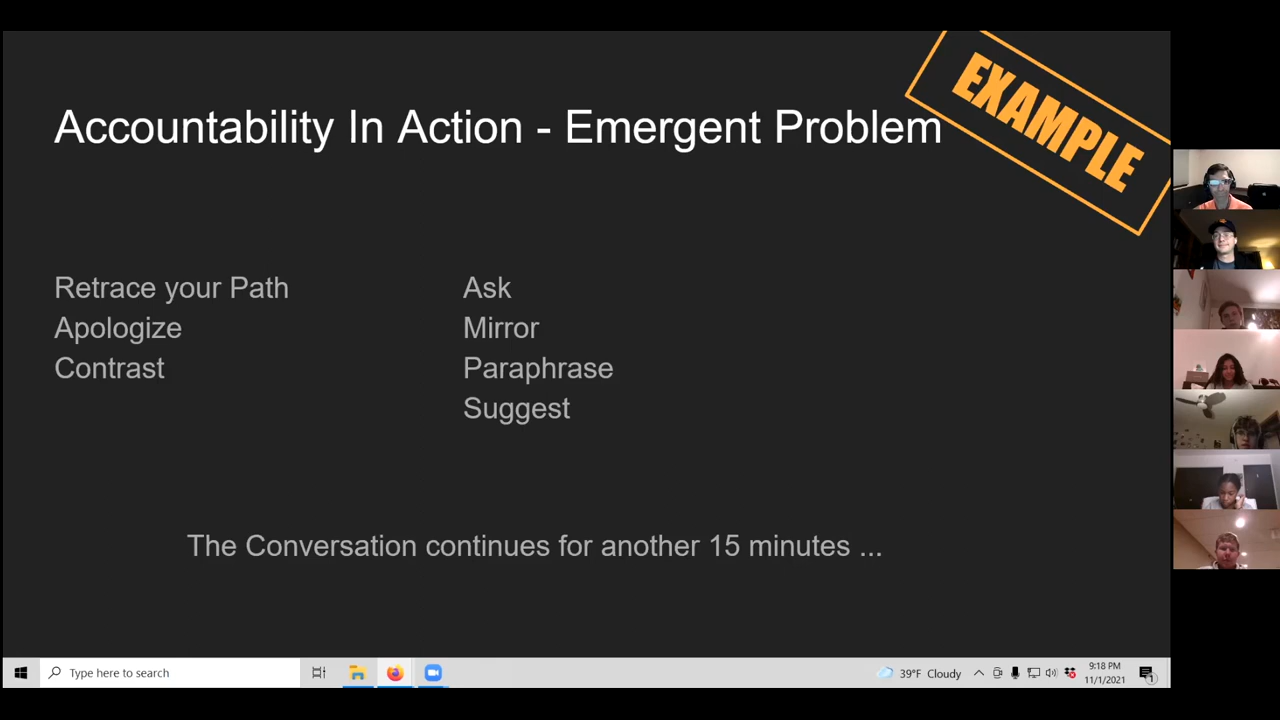 EXAMPLE
Accountability In Action - Emergent Problem
Retrace your Path
Apologize
Contrast
Ask
Mirror
Paraphrase
Suggest
The Conversation continues for another 15 minutes ...
Type here to search
39°F Cloudy
9:18 PM
11/1/2021
1